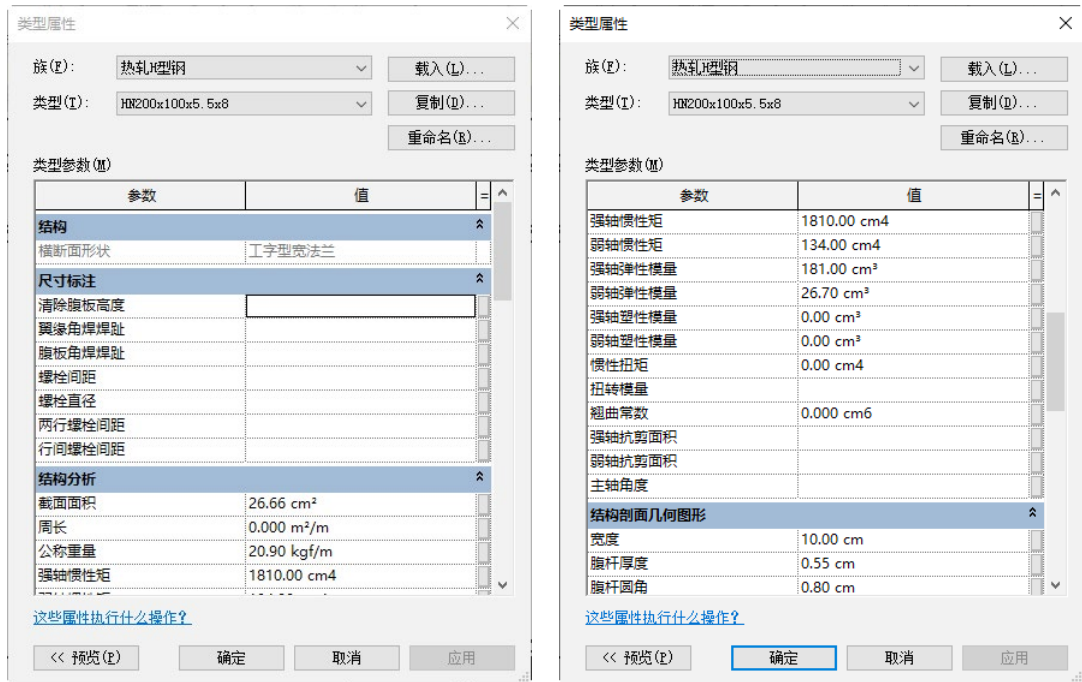 类型属性
族(F): 热轧H型钢 载入(L)...
类型(T): HN200x100x5.5x8 复制(D)...
重命名(R)...
类型参数(M)
参数 值 =
结构
横断面形状 工字型宽法兰
尺寸标注
清除腹板高度
翼缘角焊焊趾
腹板角焊焊趾
螺栓间距
螺栓直径
两行螺栓间距
行间螺栓间距
结构分析
截面面积 26.66 cm²
周长 0.000 m²/m
公称重量 20.90 kgf/m
强轴惯性矩 1810.00 cm4
这些属性执行什么操作?
<< 预览(P) 确定 取消 应用
类型属性
族(F): 热轧H型钢 载入(L)...
类型(T): HN200x100x5.5x8 复制(D)...
重命名(R)...
类型参数(M)
参数 值 =
强轴惯性矩 1810.00 cm4
弱轴惯性矩 134.00 cm4
强轴弹性模量 181.00 cm³
弱轴弹性模量 26.70 cm³
强轴塑性模量 0.00 cm³
弱轴塑性模量 0.00 cm³
惯性扭矩 0.00 cm4
扭转模量
翘曲常数 0.000 cm6
强轴抗剪面积
弱轴抗剪面积
主轴角度
结构剖面几何图形
宽度 10.00 cm
腹杆厚度 0.55 cm
腹杆圆角 0.80 cm
这些属性执行什么操作?
<< 预览(P) 确定 取消 应用